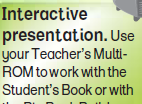 Interactive
presentation. Use
your Teacher's Multi-
ROM to work with the
Student's Book or with